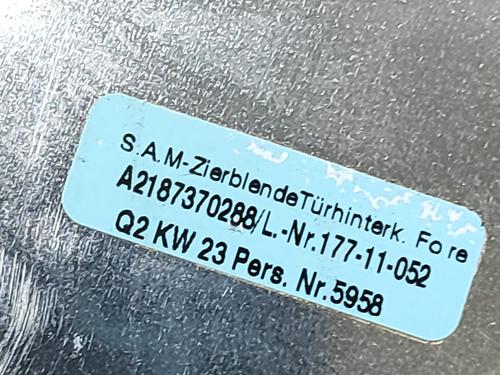 S.A.M-ZierblendeTürhinterk. Fo re
A2187370288/L.-Nr.177-11-052
Q2 KW 23 Pers. Nr.5958